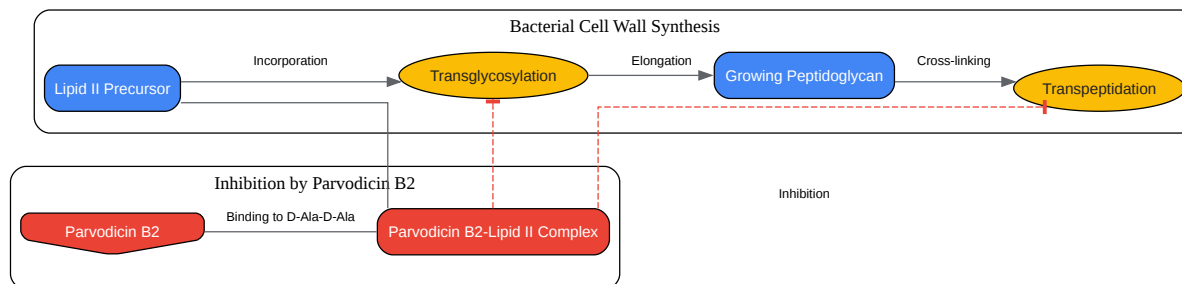 Bacterial Cell Wall Synthesis
Incorporation
Elongation
Cross-linking
Lipid II Precursor
Transglycosylation
Growing Peptidoglycan
Transpeptidation
Inhibition by Parvodicin B2
Inhibition
Binding to D-Ala-D-Ala
Parvodicin B2
Parvodicin B2-Lipid II Complex